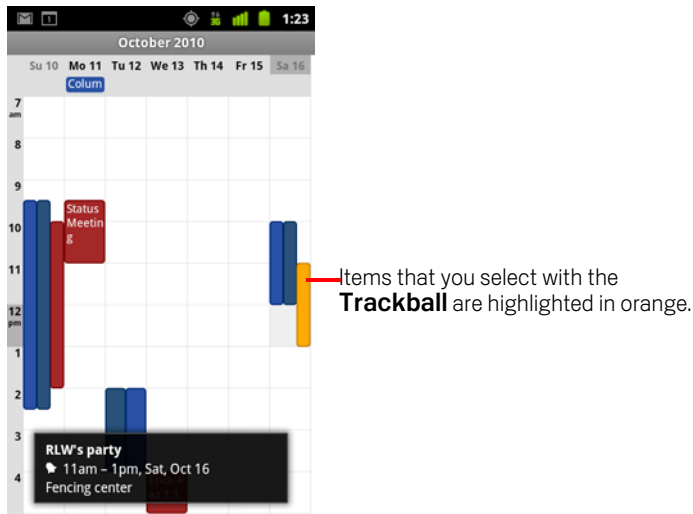 1
3G
1:23
October 2010
Su 10 Mo 11 Tu 12 We 13 Th 14 Fr 15 Sa 16
Colum
7
am
8
9
Status
Meetin
g
10
11
Items that you select with the
Trackball are highlighted in orange.
12
pm
1
2
3
RLW's party
11am – 1pm, Sat, Oct 16
4
Fencing center